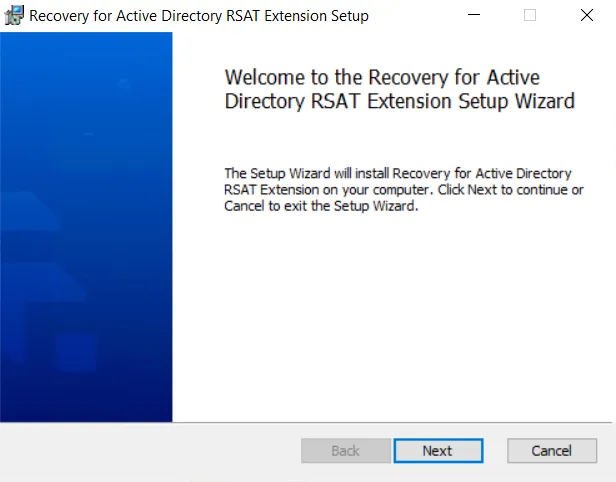 Recovery for Active Directory RSAT Extension Setup
Welcome to the Recovery for Active
Directory RSAT Extension Setup Wizard
The Setup Wizard will install Recovery for Active Directory
RSAT Extension on your computer. Click Next to continue or
Cancel to exit the Setup Wizard.
Back Next Cancel